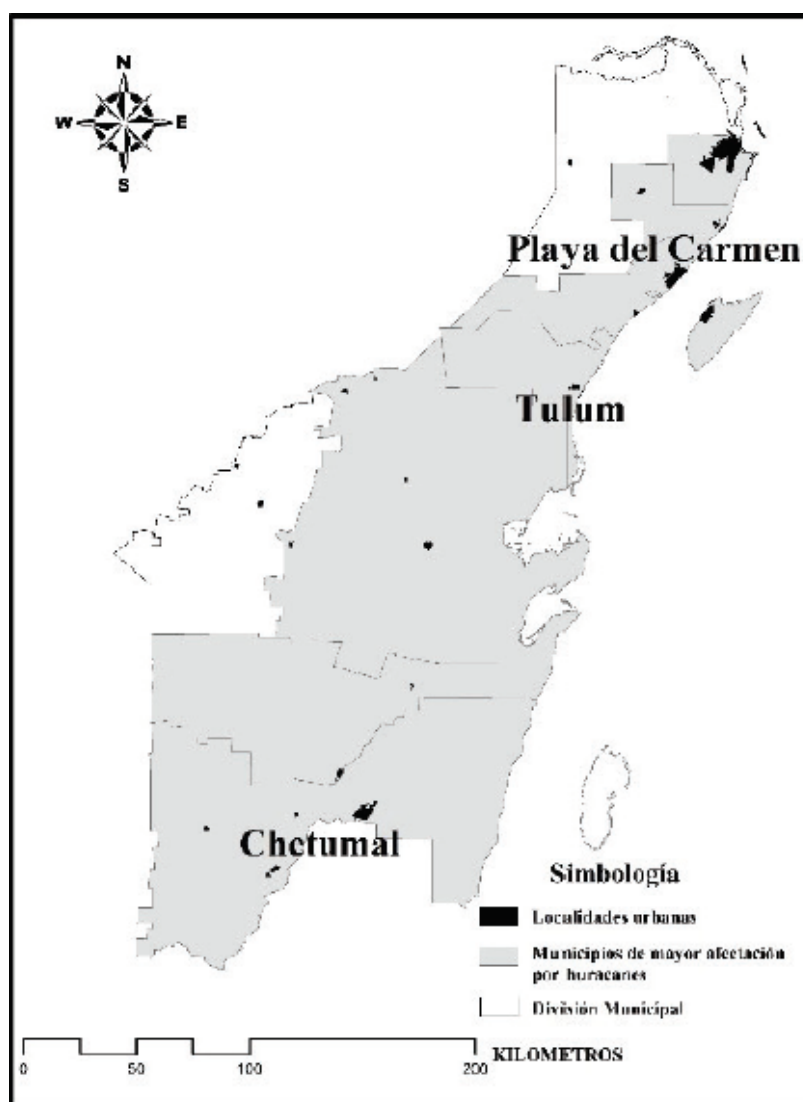 N
W E
S
Playa del Carmen
Tulum
Chetumal
Simbología
Localidades urbanas
Municipios de mayor afectación
por huracanes
División Municipal
KILOMETROS
0 50 100 200